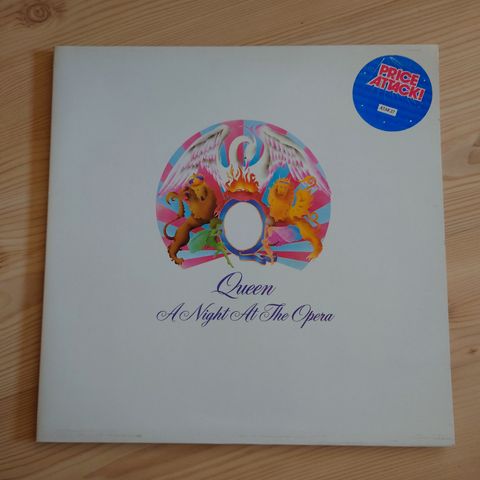 PRICE
ATTACK!
Queen
A Night At The Opera